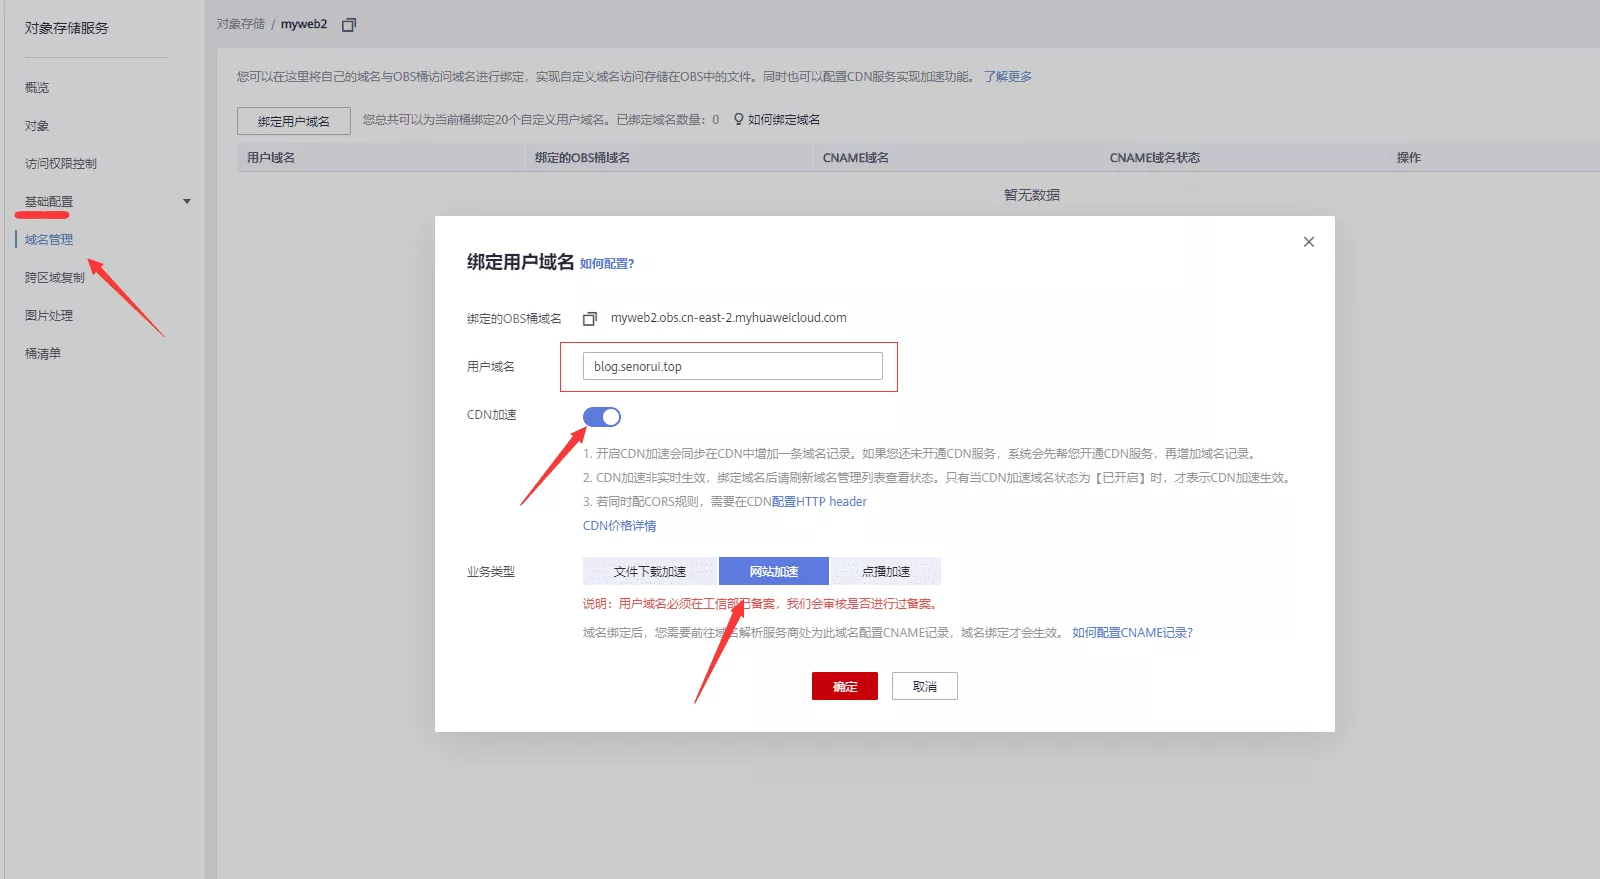 对象存储服务
概览
对象
访问权限控制
基础配置
域名管理
跨区域复制
图片处理
桶清单
对象存储 / myweb2
您可以在这里将自己的域名与OBS桶访问域名进行绑定，实现自定义域名访问存储在OBS中的文件。同时也可以配置CDN服务实现加速功能。 了解更多
绑定用户域名 您总共可以为当前桶绑定20个自定义用户域名。已绑定域名数量：0 如何绑定域名
用户域名 绑定的OBS桶域名 CNAME域名 CNAME域名状态 操作
暂无数据
绑定用户域名 如何配置?
绑定的OBS桶域名 myweb2.obs.cn-east-2.myhuaweicloud.com
用户域名 blog.senorui.top
CDN加速
1. 开启CDN加速会同步在CDN中增加一条域名记录。如果您还未开通CDN服务，系统会先帮您开通CDN服务，再增加域名记录。
2. CDN加速非实时生效，绑定域名后请刷新域名管理列表查看状态。只有当CDN加速域名状态为【已开启】时，才表示CDN加速生效。
3. 若同时配CORS规则，需要在CDN配置HTTP header
CDN价格详情
业务类型 文件下载加速 网站加速 点播加速
说明：用户域名必须在工信部已备案，我们会审核是否进行过备案。
域名绑定后，您需要前往域名解析服务商处为此域名配置CNAME记录，域名绑定才会生效。 如何配置CNAME记录?
确定 取消